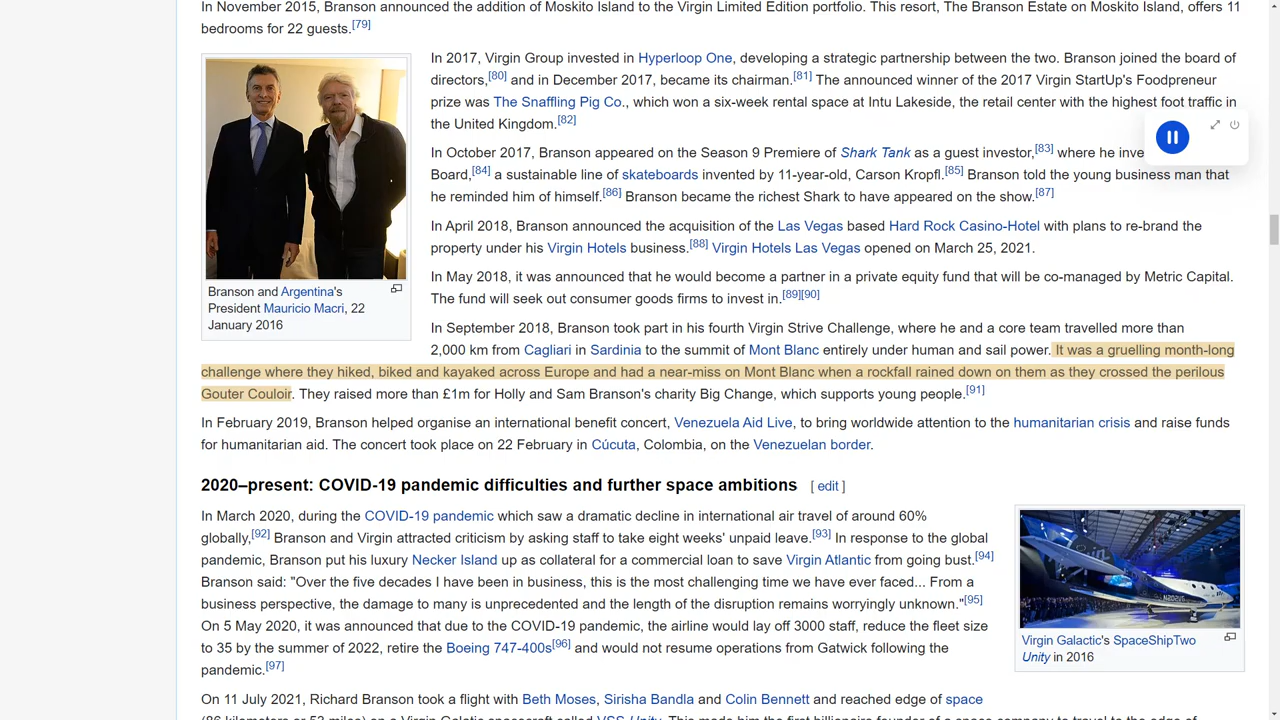 In November 2015, Branson announced the addition of Moskito Island to the Virgin Limited Edition portfolio. This resort, The Branson Estate on Moskito Island, offers 11
bedrooms for 22 guests.[79]
Branson and Argentina's
President Mauricio Macri, 22
January 2016
In 2017, Virgin Group invested in Hyperloop One, developing a strategic partnership between the two. Branson joined the board of
directors,[80] and in December 2017, became its chairman.[81] The announced winner of the 2017 Virgin StartUp's Foodpreneur
prize was The Snaffling Pig Co., which won a six-week rental space at Intu Lakeside, the retail center with the highest foot traffic in
the United Kingdom.[82]
In October 2017, Branson appeared on the Season 9 Premiere of Shark Tank as a guest investor,[83] where he
Board,[84] a sustainable line of skateboards invented by 11-year-old, Carson Kropfl.[85] Branson told the young business man that
he reminded him of himself.[86] Branson became the richest Shark to have appeared on the show.[87]
In April 2018, Branson announced the acquisition of the Las Vegas based Hard Rock Casino-Hotel with plans to re-brand the
property under his Virgin Hotels business.[88] Virgin Hotels Las Vegas opened on March 25, 2021.
In May 2018, it was announced that he would become a partner in a private equity fund that will be co-managed by Metric Capital.
The fund will seek out consumer goods firms to invest in.[89][90]
In September 2018, Branson took part in his fourth Virgin Strive Challenge, where he and a core team travelled more than
2,000 km from Cagliari in Sardinia to the summit of Mont Blanc entirely under human and sail power. It was a gruelling month-long
challenge where they hiked, biked and kayaked across Europe and had a near-miss on Mont Blanc when a rockfall rained down on them as they crossed the perilous
Gouter Couloir. They raised more than £1m for Holly and Sam Branson's charity Big Change, which supports young people.[91]
In February 2019, Branson helped organise an international benefit concert, Venezuela Aid Live, to bring worldwide attention to the humanitarian crisis and raise funds
for humanitarian aid. The concert took place on 22 February in Cúcuta, Colombia, on the Venezuelan border.
2020–present: COVID-19 pandemic difficulties and further space ambitions [ edit ]
In March 2020, during the COVID-19 pandemic which saw a dramatic decline in international air travel of around 60%
globally,[92] Branson and Virgin attracted criticism by asking staff to take eight weeks' unpaid leave.[93] In response to the global
pandemic, Branson put his luxury Necker Island up as collateral for a commercial loan to save Virgin Atlantic from going bust.[94]
Branson said: "Over the five decades I have been in business, this is the most challenging time we have ever faced... From a
business perspective, the damage to many is unprecedented and the length of the disruption remains worryingly unknown."[95]
On 5 May 2020, it was announced that due to the COVID-19 pandemic, the airline would lay off 3000 staff, reduce the fleet size
to 35 by the summer of 2022, retire the Boeing 747-400s[96] and would not resume operations from Gatwick following the
pandemic.[97]
Virgin Galactic's SpaceShipTwo
Unity in 2016
On 11 July 2021, Richard Branson took a flight with Beth Moses, Sirisha Bandla and Colin Bennett and reached edge of space